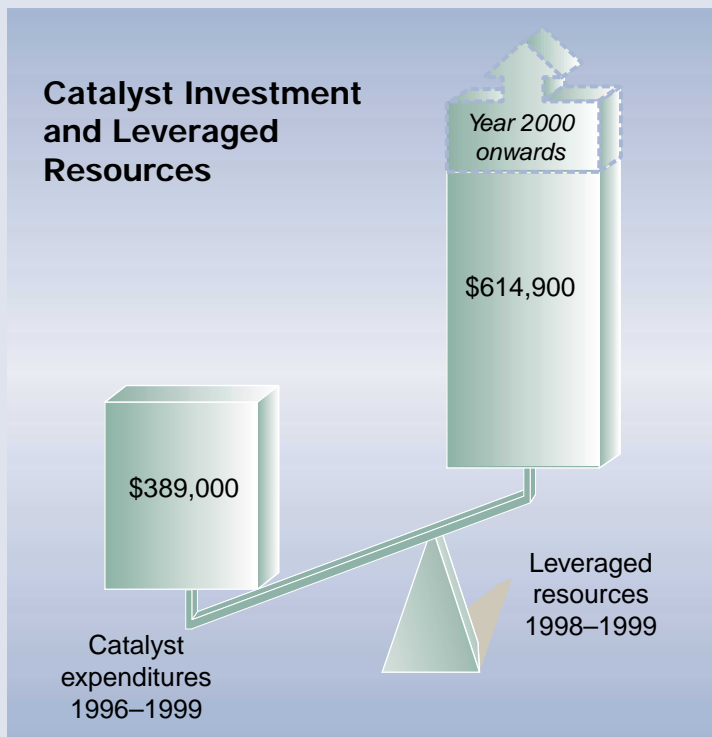 Catalyst Investment
and Leveraged
Resources
Year 2000
onwards
$614,900
$389,000
Leveraged
resources
1998–1999
Catalyst
expenditures
1996–1999